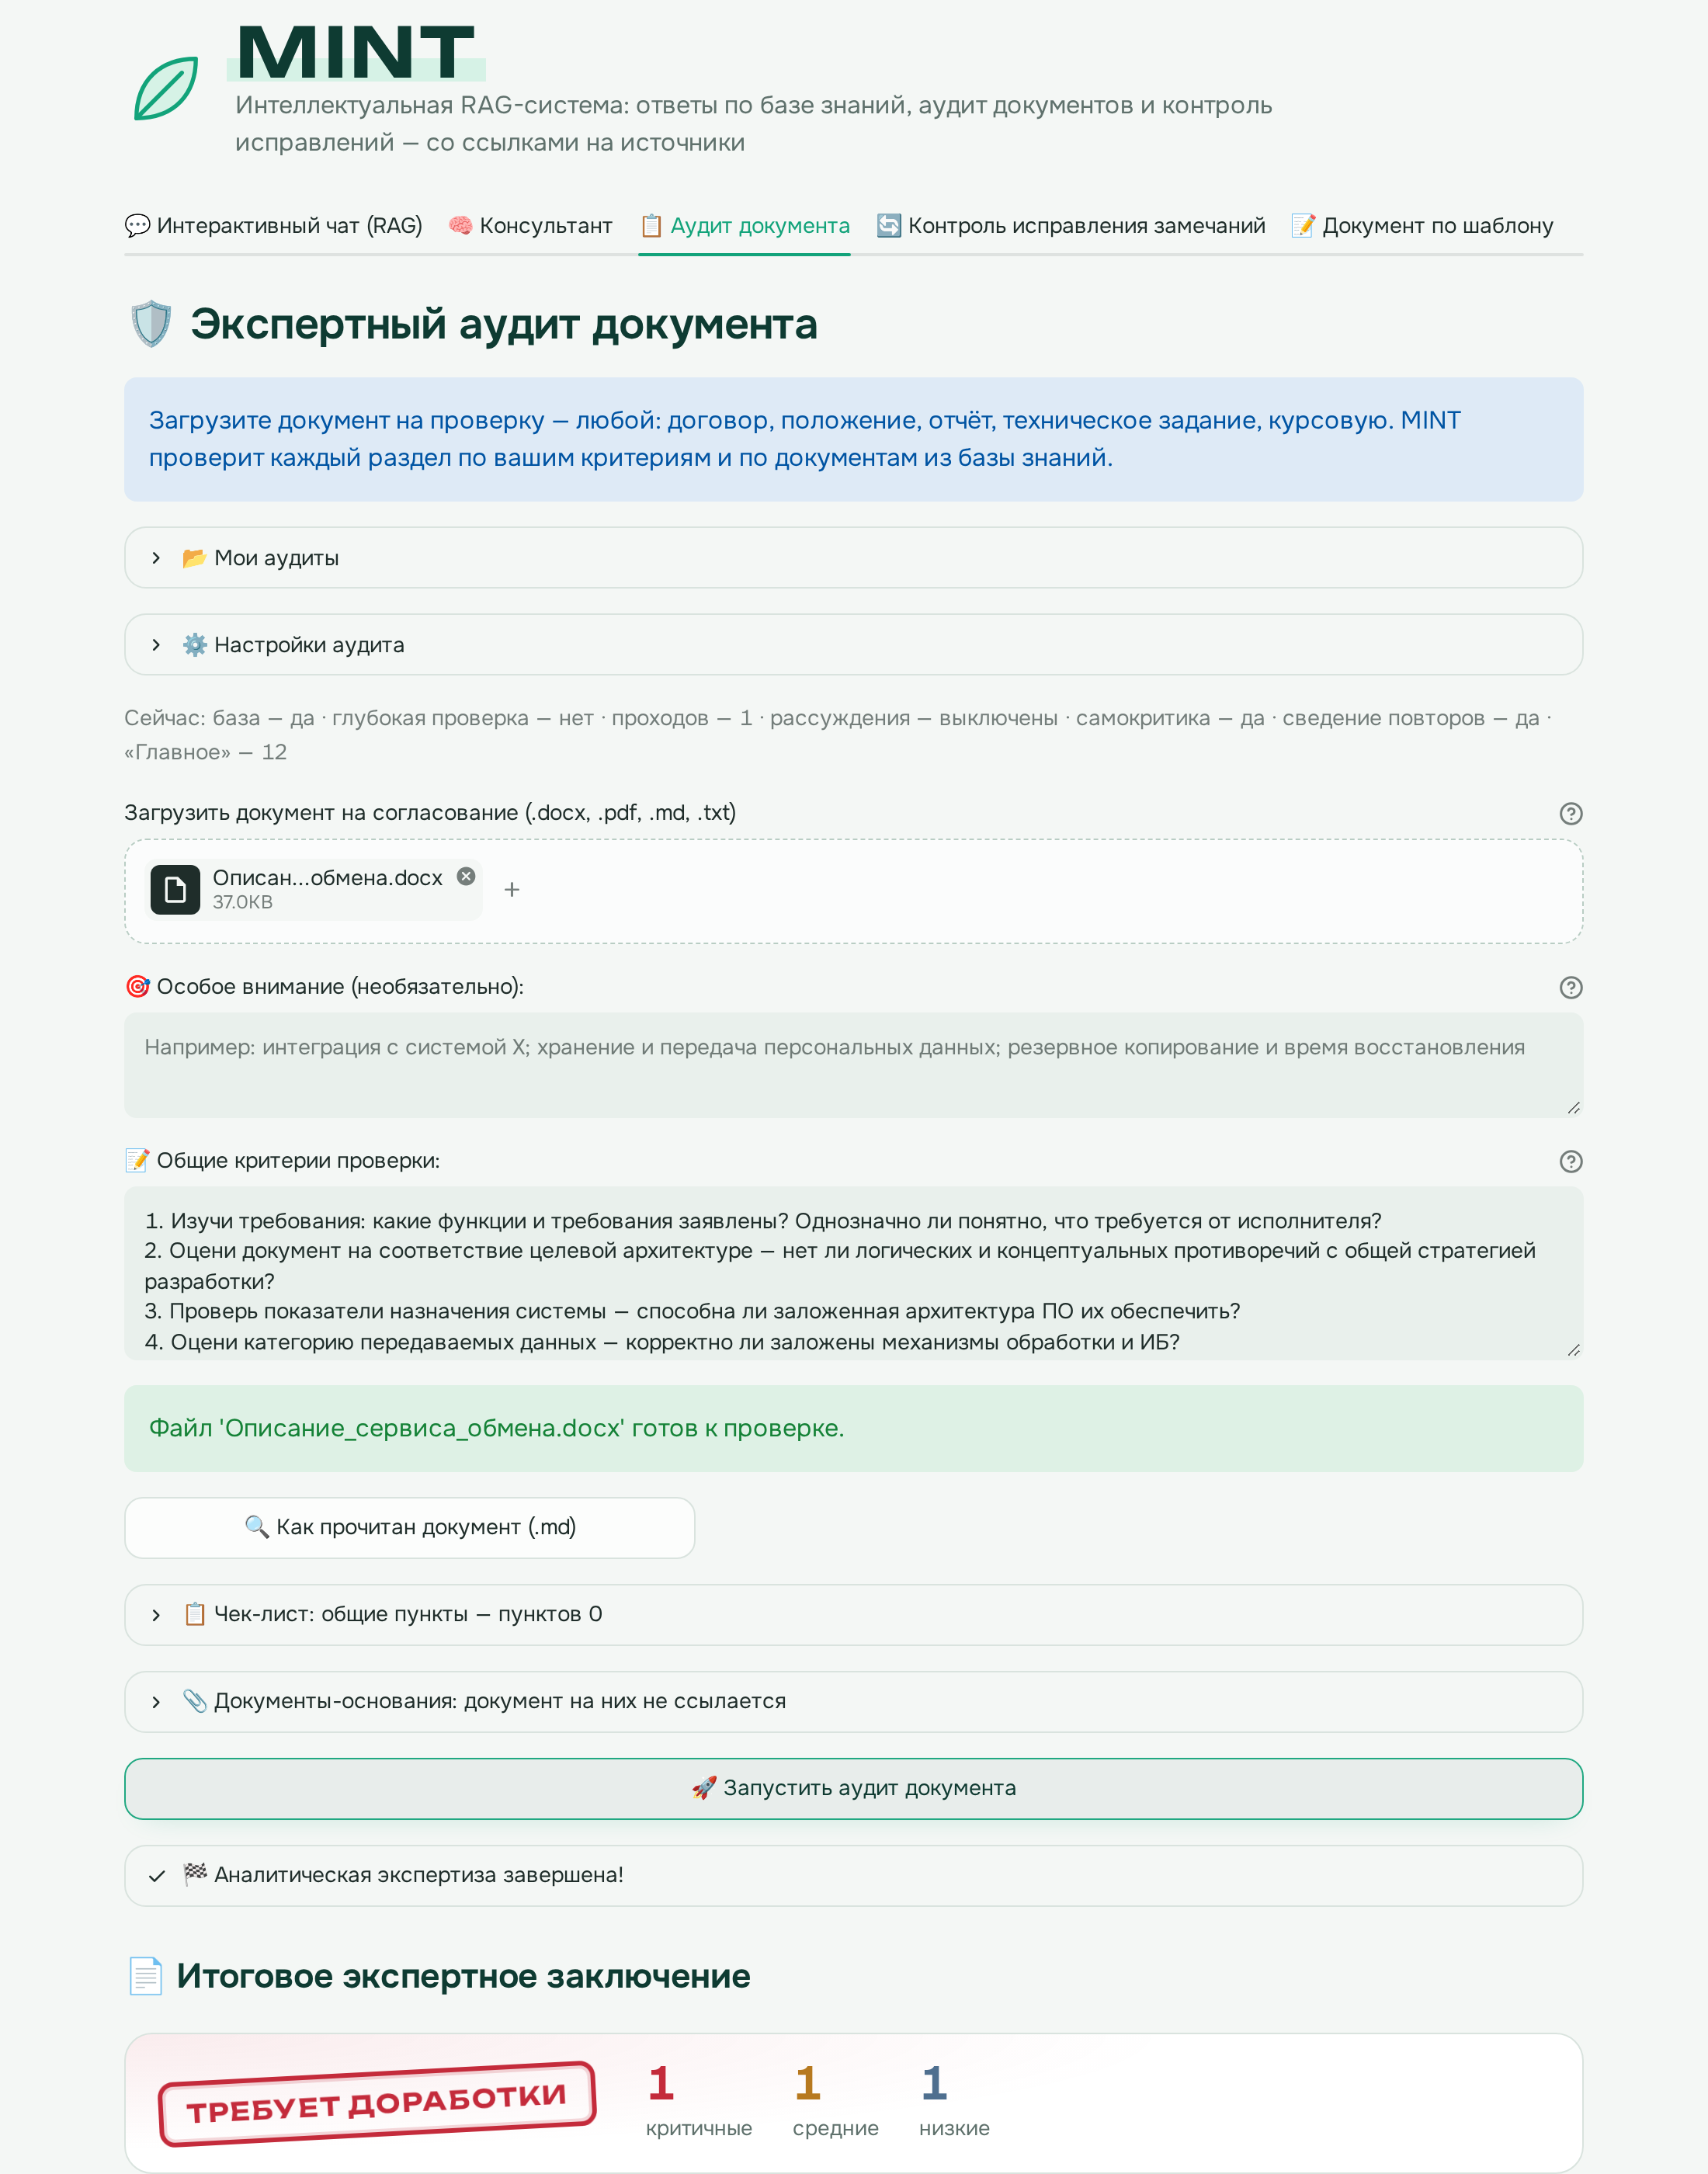 MINT
Интеллектуальная RAG-система: ответы по базе знаний, аудит документов и контроль
исправлений — со ссылками на источники
💬 Интерактивный чат (RAG) 🧠 Консультант 📋 Аудит документа 🔄 Контроль исправления замечаний 📝 Документ по шаблону
🛡️ Экспертный аудит документа
Загрузите документ на проверку — любой: договор, положение, отчёт, техническое задание, курсовую. MINT
проверит каждый раздел по вашим критериям и по документам из базы знаний.
📂 Мои аудиты
⚙️ Настройки аудита
Сейчас: база — да · глубокая проверка — нет · проходов — 1 · рассуждения — выключены · самокритика — да · сведение повторов — да ·
«Главное» — 12
Загрузить документ на согласование (.docx, .pdf, .md, .txt)
Описан...обмена.docx
37.0KB
🎯 Особое внимание (необязательно):
Например: интеграция с системой X; хранение и передача персональных данных; резервное копирование и время восстановления
📝 Общие критерии проверки:
1. Изучи требования: какие функции и требования заявлены? Однозначно ли понятно, что требуется от исполнителя?
2. Оцени документ на соответствие целевой архитектуре — нет ли логических и концептуальных противоречий с общей стратегией
разработки?
3. Проверь показатели назначения системы — способна ли заложенная архитектура ПО их обеспечить?
4. Оцени категорию передаваемых данных — корректно ли заложены механизмы обработки и ИБ?
Файл 'Описание_сервиса_обмена.docx' готов к проверке.
🔍 Как прочитан документ (.md)
📋 Чек-лист: общие пункты — пунктов 0
📎 Документы-основания: документ на них не ссылается
🚀 Запустить аудит документа
🏁 Аналитическая экспертиза завершена!
📄 Итоговое экспертное заключение
ТРЕБУЕТ ДОРАБОТКИ
1 1 1
критичные средние низкие